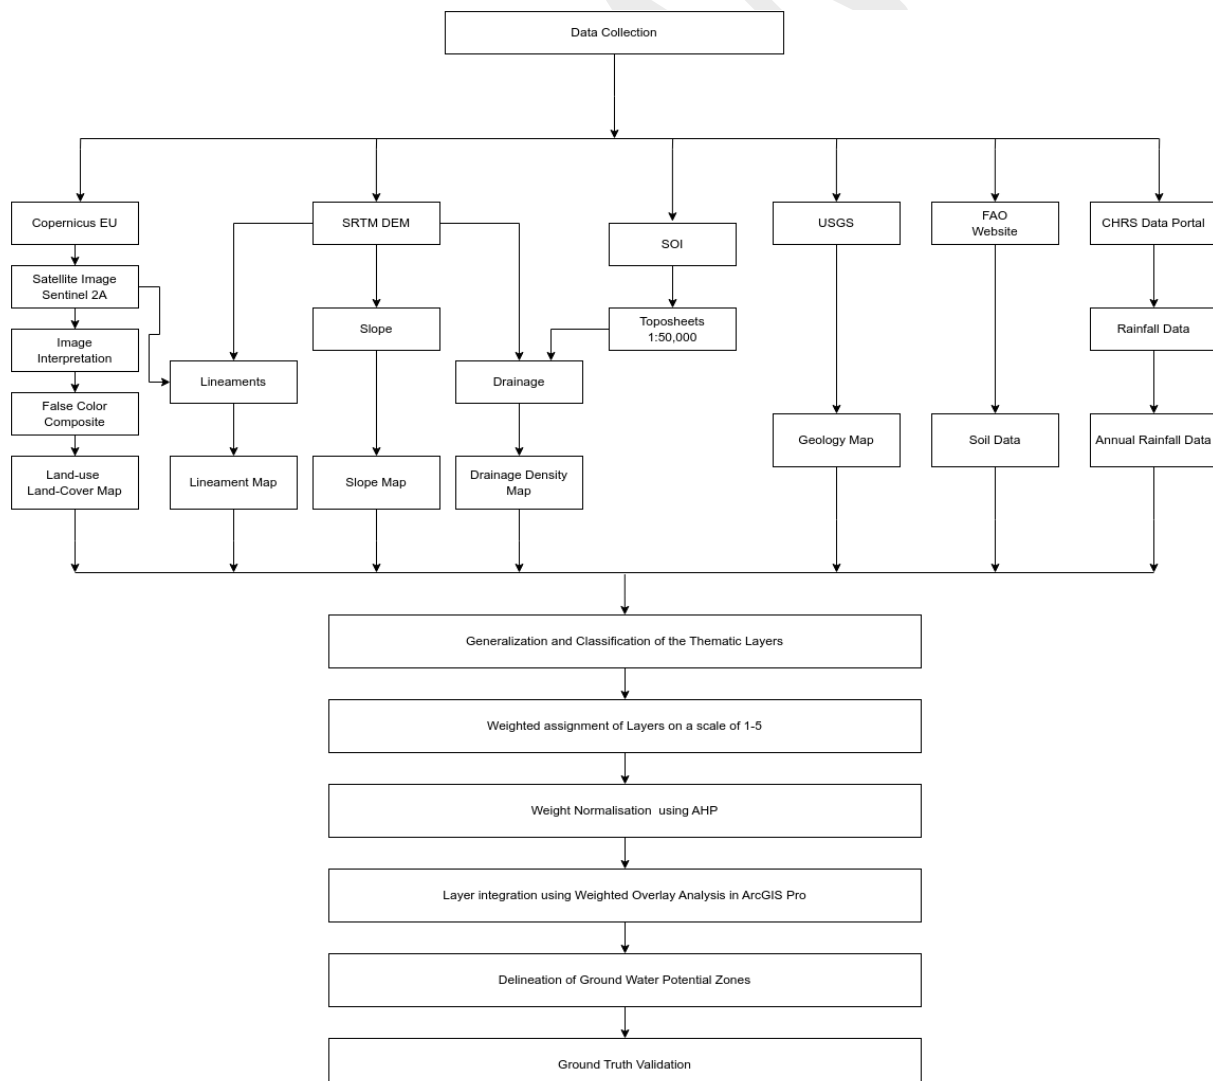 Data Collection
Copernicus EU
SRTM DEM
SOI
USGS
FAO
Website
CHRS Data Portal
Satellite Image
Sentinel 2A
Slope
Toposheets
1:50,000
Rainfall Data
Image
Interpretation
Lineaments
Drainage
False Color
Composite
Geology Map
Soil Data
Annual Rainfall Data
Land-use
Land-Cover Map
Lineament Map
Slope Map
Drainage Density
Map
Generalization and Classification of the Thematic Layers
Weighted assignment of Layers on a scale of 1-5
Weight Normalisation using AHP
Layer integration using Weighted Overlay Analysis in ArcGIS Pro
Delineation of Ground Water Potential Zones
Ground Truth Validation